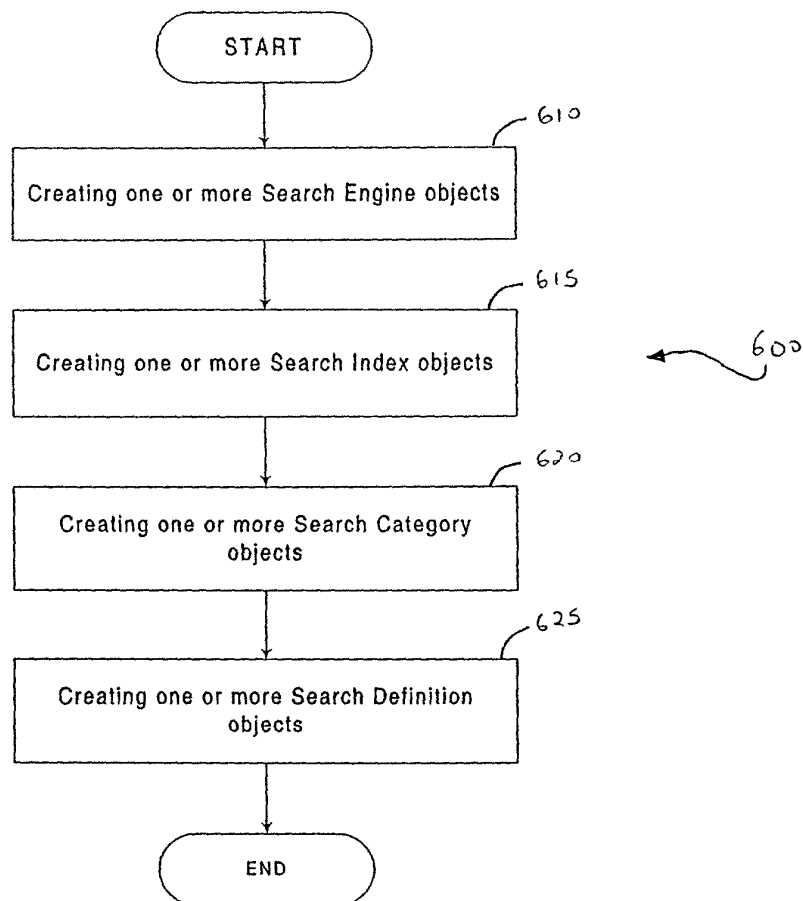 START
610
Creating one or more Search Engine objects
615
Creating one or more Search Index objects
600
620
Creating one or more Search Category
objects
625
Creating one or more Search Definition
objects
END